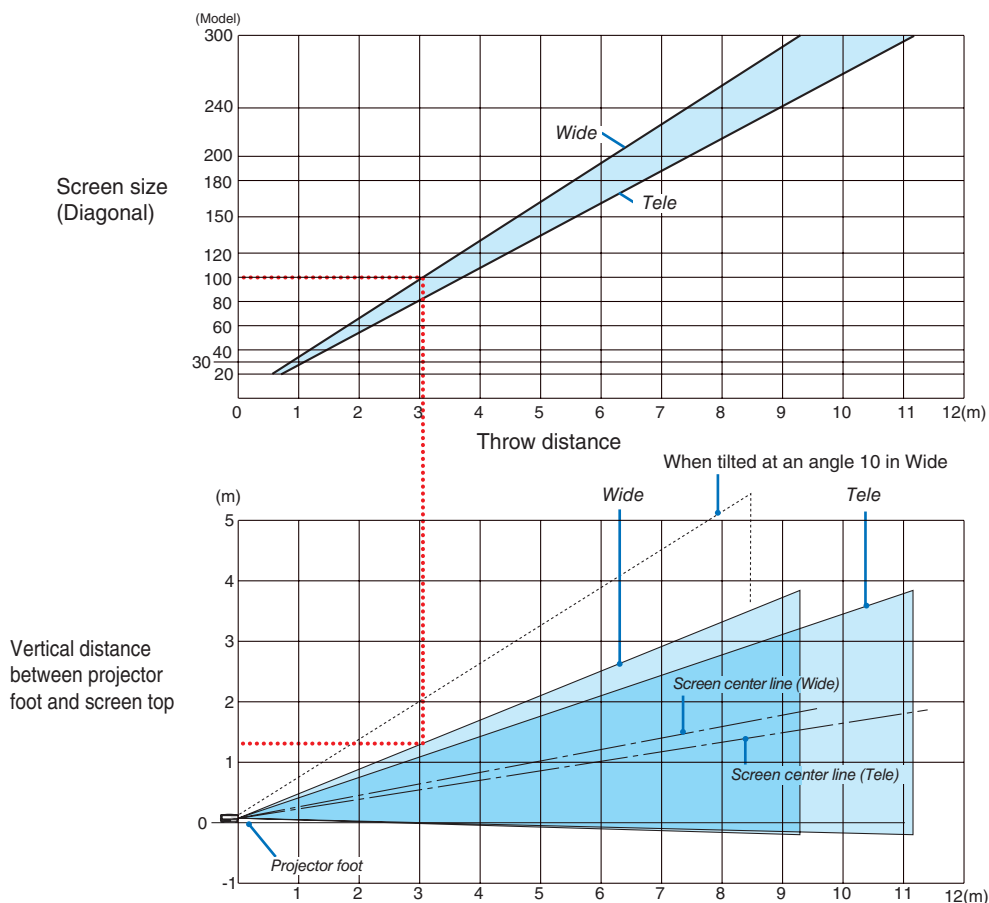 (Model)
300
240
200
180
150
120
100
80
60
40
30
20
Screen size
(Diagonal)
Wide
Tele
0 1 2 3 4 5 6 7 8 9 10 11 12(m)
Throw distance
When tilted at an angle 10 in Wide
(m)
Wide
Tele
5
4
3
2
1
0
-1
Vertical distance
between projector
foot and screen top
Screen center line (Wide)
Screen center line (Tele)
Projector foot
1 2 3 4 5 6 7 8 9 10 11 12(m)